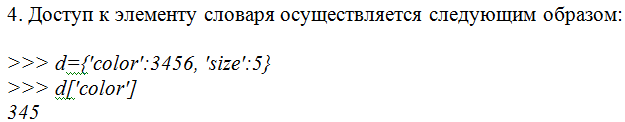 4. Доступ к элементу словаря осуществляется следующим образом:
>>> d={'color':3456, 'size':5}
>>> d['color']
345